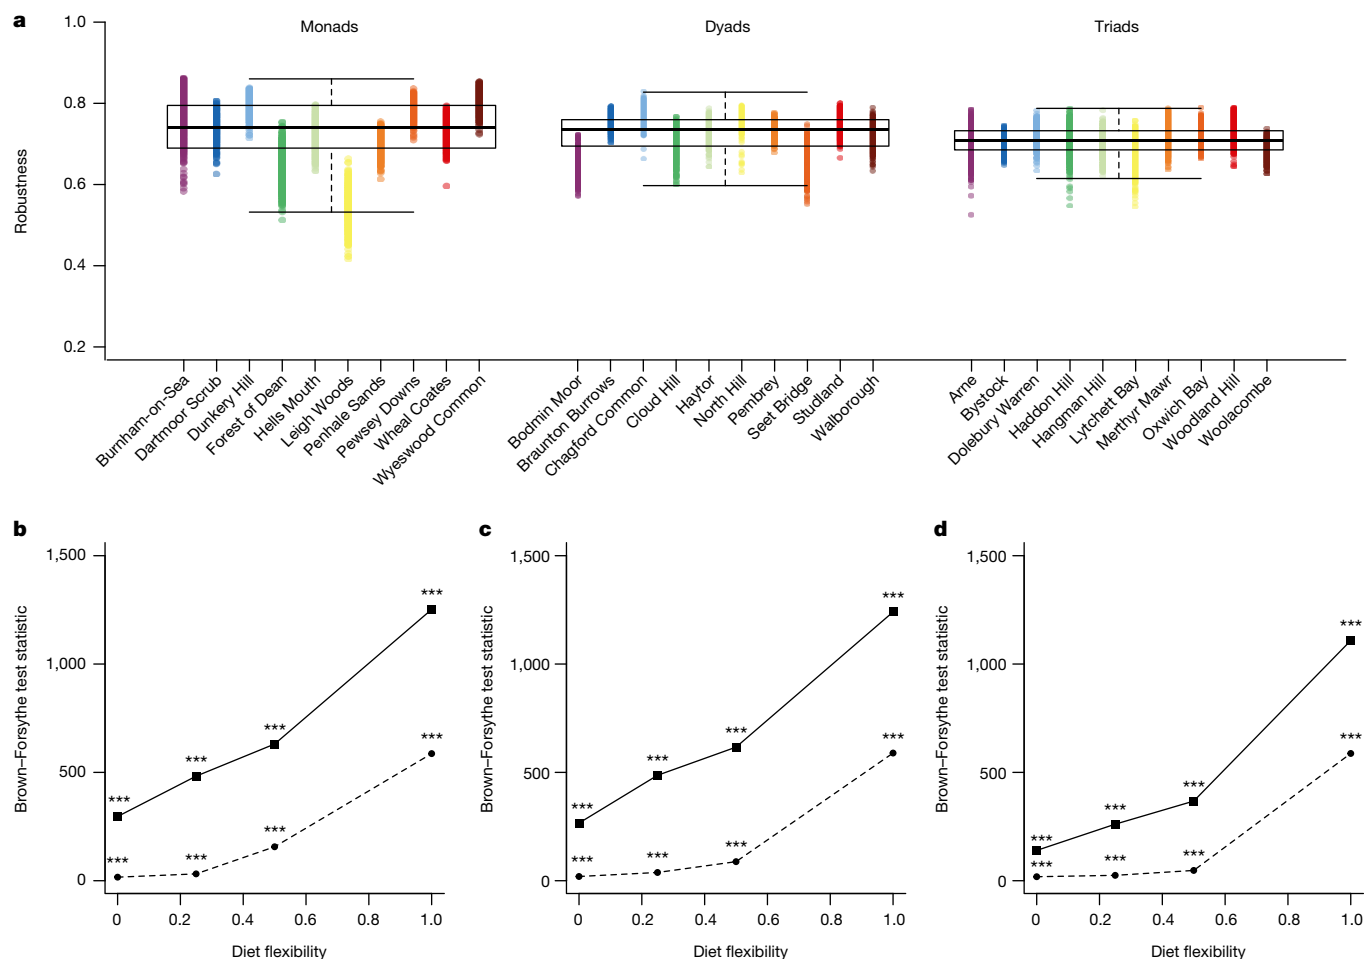 a
Monads
Dyads
Triads
1.0
0.8
0.6
0.4
0.2
Robustness
Burnham-on-Sea
Dartmoor Scrub
Dunkery Hill
Forest of Dean
Hells Mouth
Leigh Woods
Penhale Sands
Pewsey Downs
Wheal Coates
Wyeswood Common
Bodmin Moor
Braunton Burrows
Chagford Common
Cloud Hill
Haytor
North Hill
Pembrey
Seet Bridge
Studland
Walborough
Arne
Bystock
Dolebury Warren
Haddon Hill
Hangman Hill
Lytchett Bay
Merthyr Mawr
Oxwich Bay
Woodland Hill
Woolacombe
b
1,500
1,000
500
0
Brown–Forsythe test statistic
***
***
***
***
***
***
***
***
0
0.2
0.4
0.6
0.8
1.0
Diet flexibility
c
1,500
1,000
500
0
Brown–Forsythe test statistic
***
***
***
***
***
***
***
***
0
0.2
0.4
0.6
0.8
1.0
Diet flexibility
d
1,500
1,000
500
0
Brown–Forsythe test statistic
***
***
***
***
***
***
***
***
0
0.2
0.4
0.6
0.8
1.0
Diet flexibility